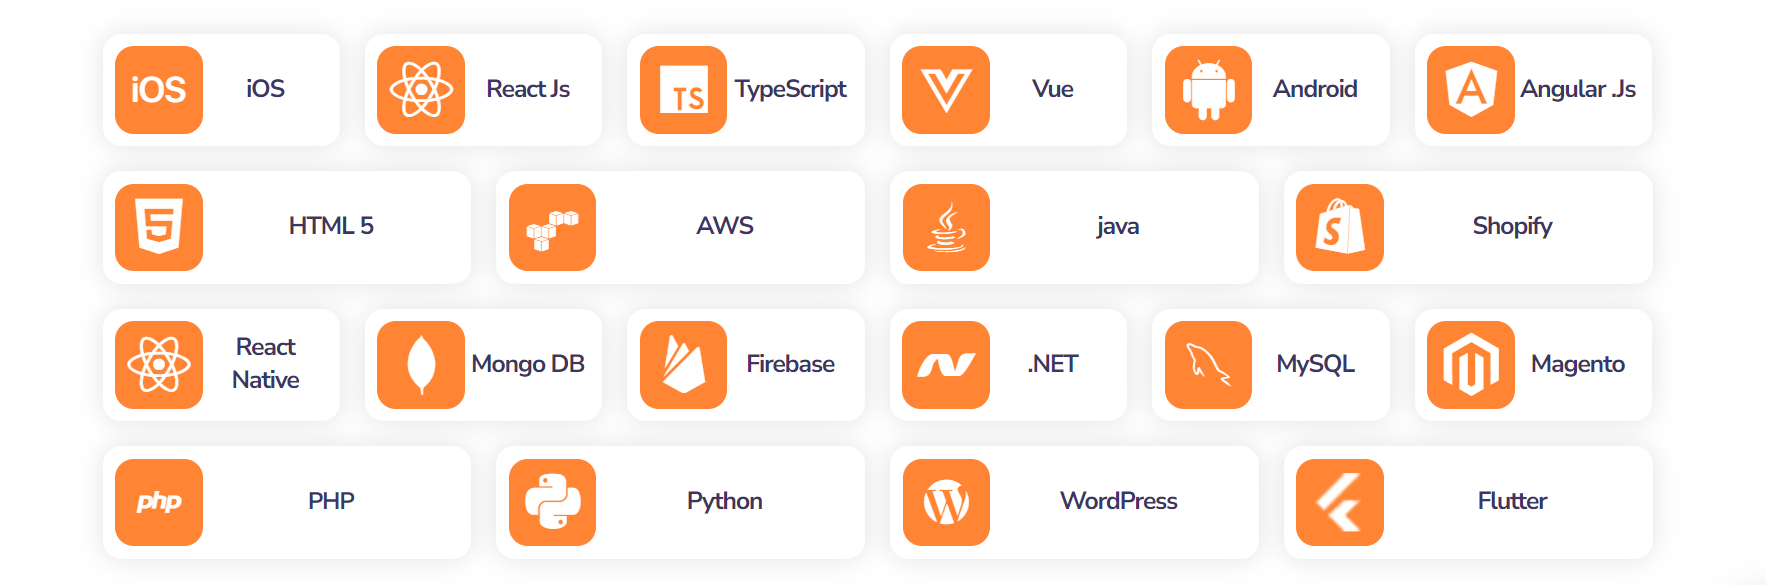 iOS iOS
React Js
TS TypeScript
Vue
Android
A Angular .Js
5 HTML 5
AWS
java
S Shopify
React
Native
Mongo DB
Firebase
.NET
MySQL
Magento
php PHP
Python
W WordPress
Flutter